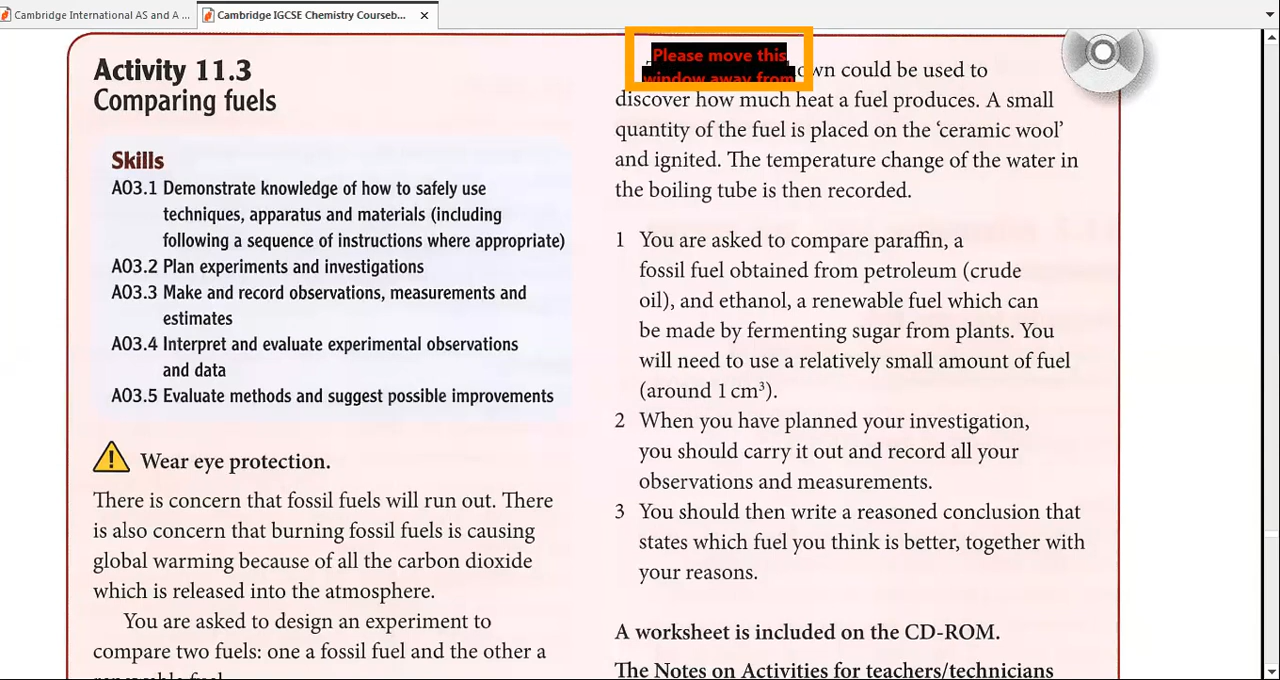 Cambridge International AS and A ...
Cambridge IGCSE Chemistry Courseb...
Activity 11.3
Comparing fuels
Skills
AO3.1 Demonstrate knowledge of how to safely use
techniques, apparatus and materials (including
following a sequence of instructions where appropriate)
AO3.2 Plan experiments and investigations
AO3.3 Make and record observations, measurements and
estimates
AO3.4 Interpret and evaluate experimental observations
and data
AO3.5 Evaluate methods and suggest possible improvements
Wear eye protection.
There is concern that fossil fuels will run out. There
is also concern that burning fossil fuels is causing
global warming because of all the carbon dioxide
which is released into the atmosphere.
You are asked to design an experiment to
compare two fuels: one a fossil fuel and the other a
Please move this
window away from
could be used to
discover how much heat a fuel produces. A small
quantity of the fuel is placed on the ‘ceramic wool’
and ignited. The temperature change of the water in
the boiling tube is then recorded.
1 You are asked to compare paraffin, a
fossil fuel obtained from petroleum (crude
oil), and ethanol, a renewable fuel which can
be made by fermenting sugar from plants. You
will need to use a relatively small amount of fuel
(around 1 cm³).
2 When you have planned your investigation,
you should carry it out and record all your
observations and measurements.
3 You should then write a reasoned conclusion that
states which fuel you think is better, together with
your reasons.
A worksheet is included on the CD-ROM.
The Notes on Activities for teachers/technicians